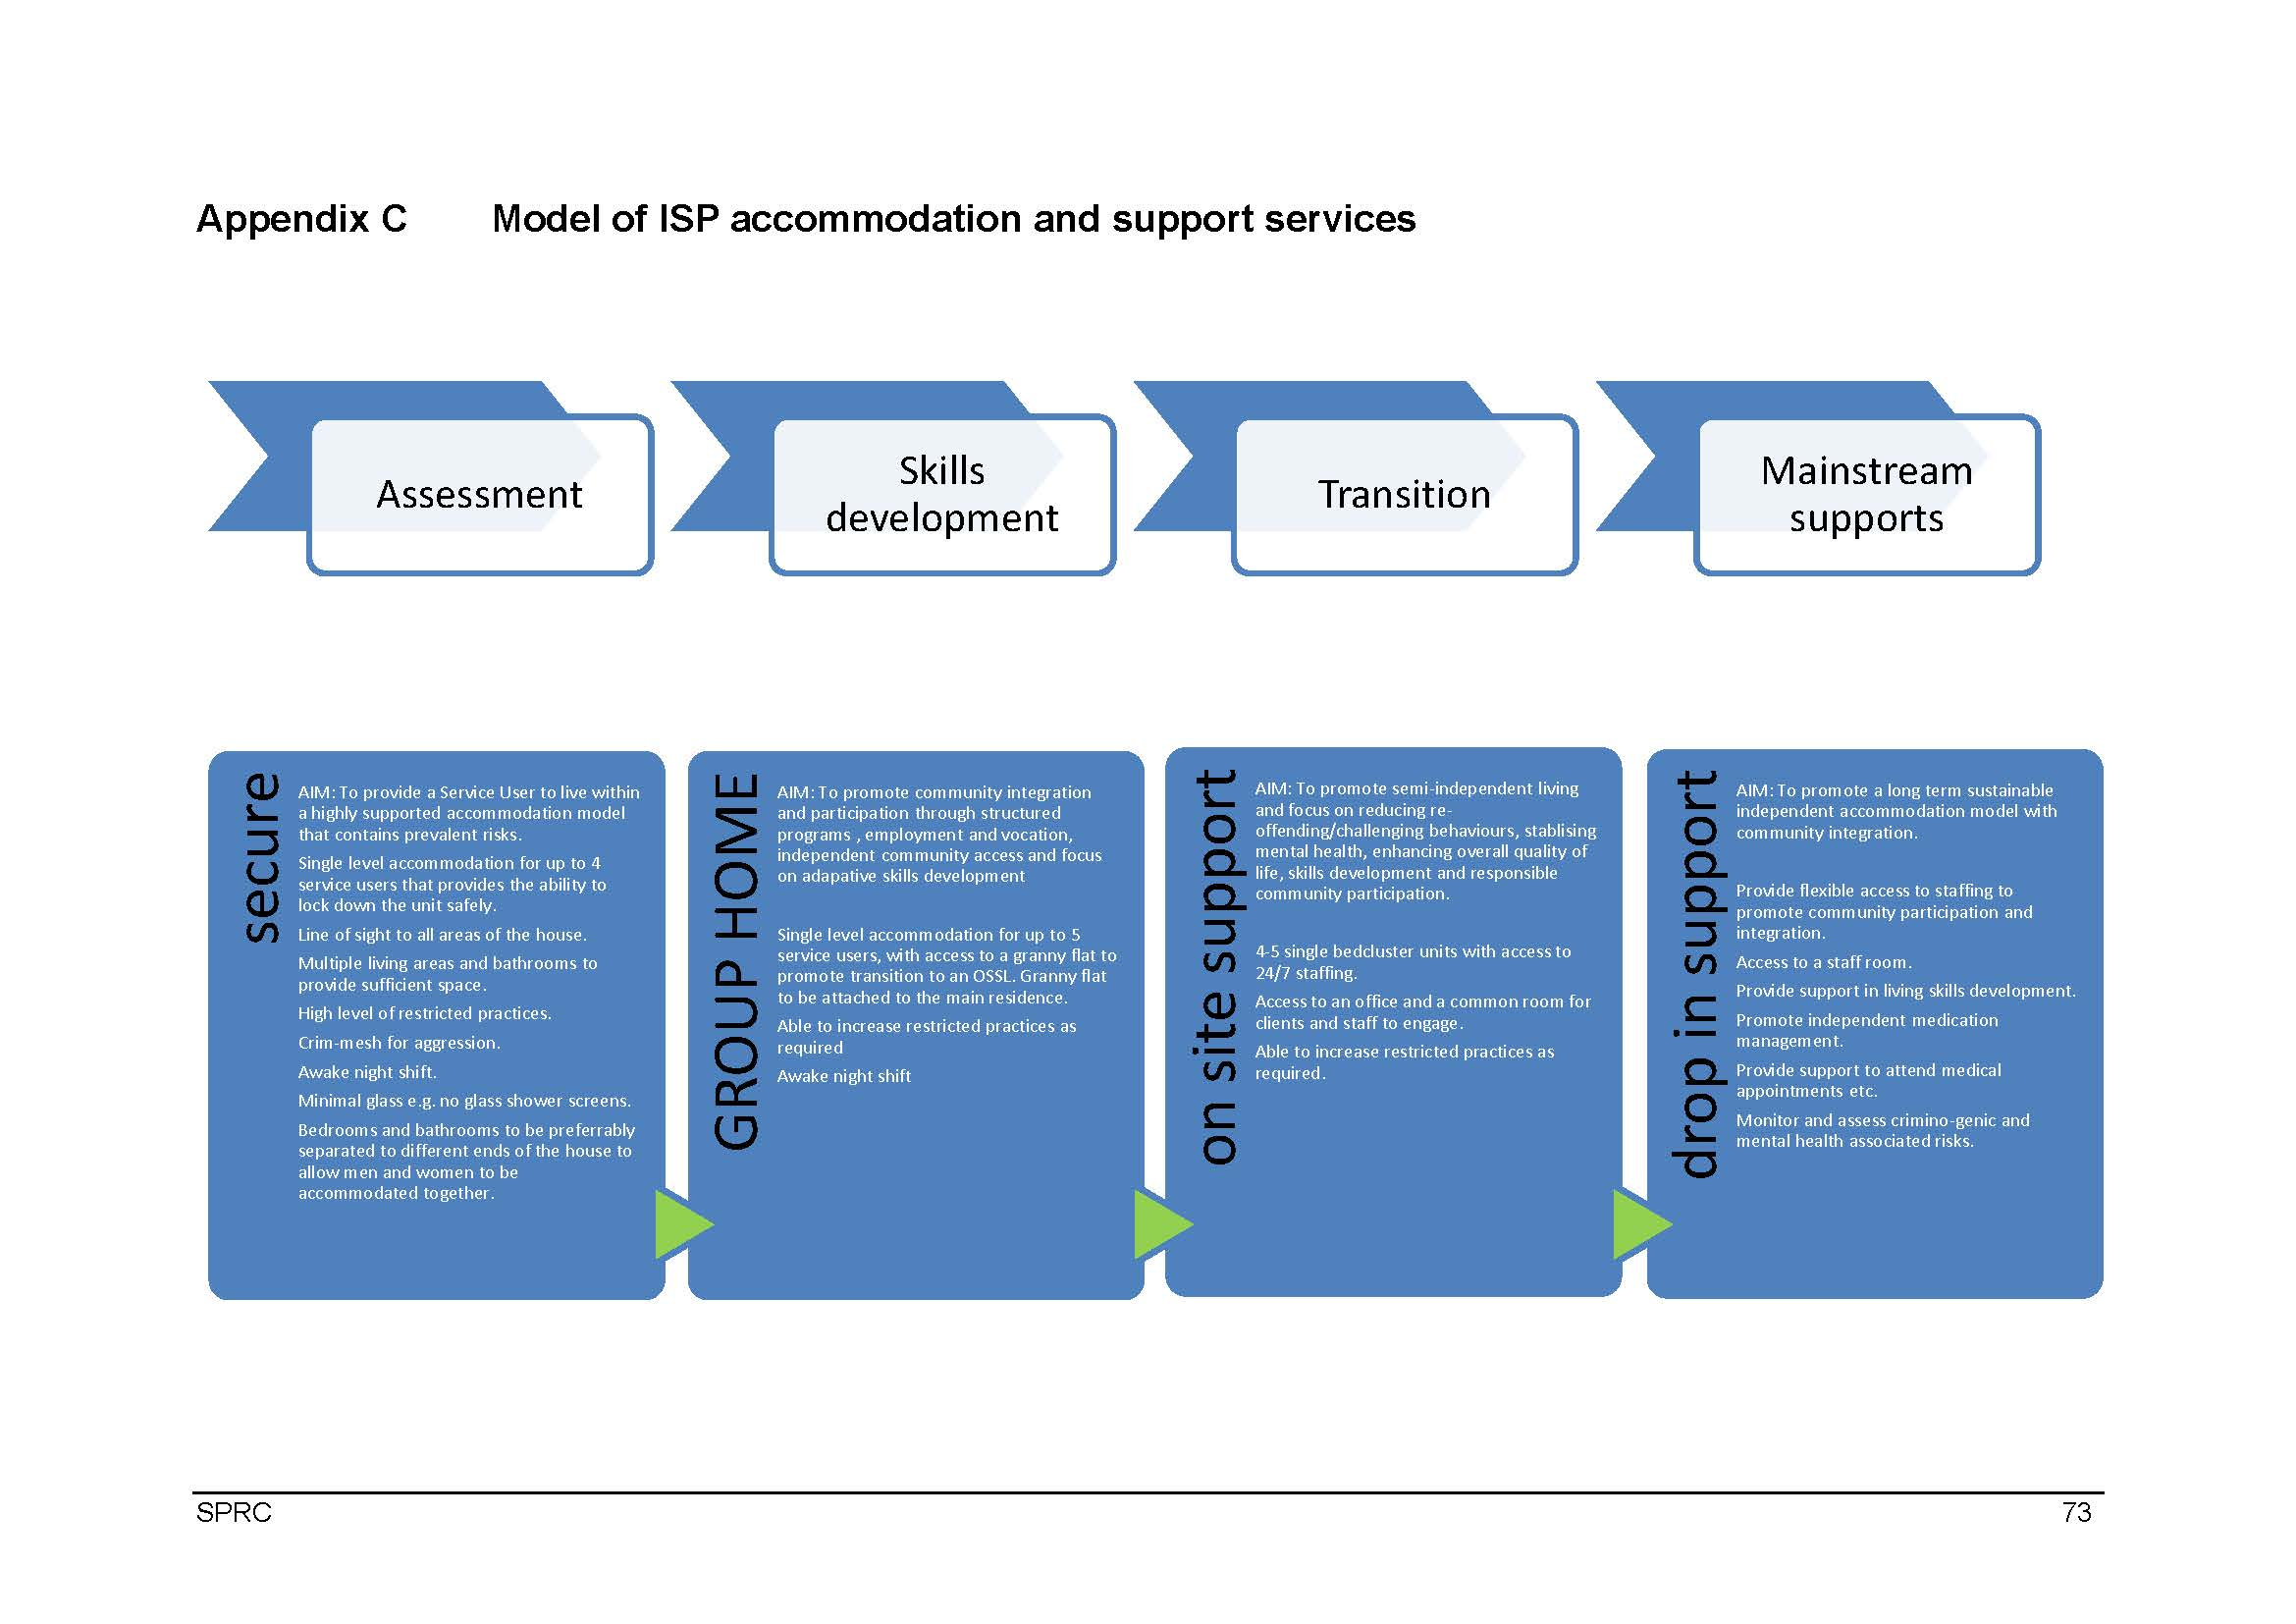 Appendix C Model of ISP accommodation and support services
Assessment
Skills
development
Transition
Mainstream
supports
secure
AIM: To provide a Service User to live within
a highly supported accommodation model
that contains prevalent risks.
Single level accommodation for up to 4
service users that provides the ability to
lock down the unit safely.
Line of sight to all areas of the house.
Multiple living areas and bathrooms to
provide sufficient space.
High level of restricted practices.
Crim-mesh for aggression.
Awake night shift.
Minimal glass e.g. no glass shower screens.
Bedrooms and bathrooms to be preferrably
separated to different ends of the house to
allow men and women to be
accommodated together.
GROUP HOME
AIM: To promote community integration
and participation through structured
programs , employment and vocation,
independent community access and focus
on adapative skills development
Single level accommodation for up to 5
service users, with access to a granny flat to
promote transition to an OSSL. Granny flat
to be attached to the main residence.
Able to increase restricted practices as
required
Awake night shift
on site support
AIM: To promote semi-independent living
and focus on reducing re-
offending/challenging behaviours, stablising
mental health, enhancing overall quality of
life, skills development and responsible
community participation.
4-5 single bedcluster units with access to
24/7 staffing.
Access to an office and a common room for
clients and staff to engage.
Able to increase restricted practices as
required.
drop in support
AIM: To promote a long term sustainable
independent accommodation model with
community integration.
Provide flexible access to staffing to
promote community participation and
integration.
Access to a staff room.
Provide support in living skills development.
Promote independent medication
management.
Provide support to attend medical
appointments etc.
Monitor and assess crimino-genic and
mental health associated risks.
SPRC 73